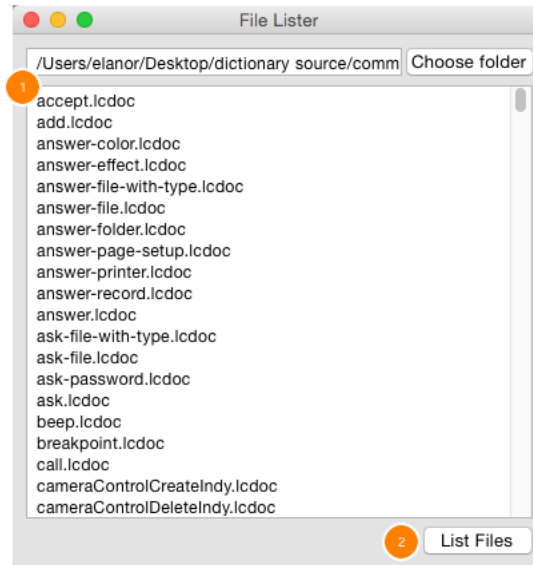 File Lister
/Users/elanor/Desktop/dictionary source/comm Choose folder
1
accept.lcdoc
add.lcdoc
answer-color.lcdoc
answer-effect.lcdoc
answer-file-with-type.lcdoc
answer-file.lcdoc
answer-folder.lcdoc
answer-page-setup.lcdoc
answer-printer.lcdoc
answer-record.lcdoc
answer.lcdoc
ask-file-with-type.lcdoc
ask-file.lcdoc
ask-password.lcdoc
ask.lcdoc
beep.lcdoc
breakpoint.lcdoc
call.lcdoc
cameraControlCreateIndy.lcdoc
cameraControlDeleteIndy.lcdoc
2 List Files